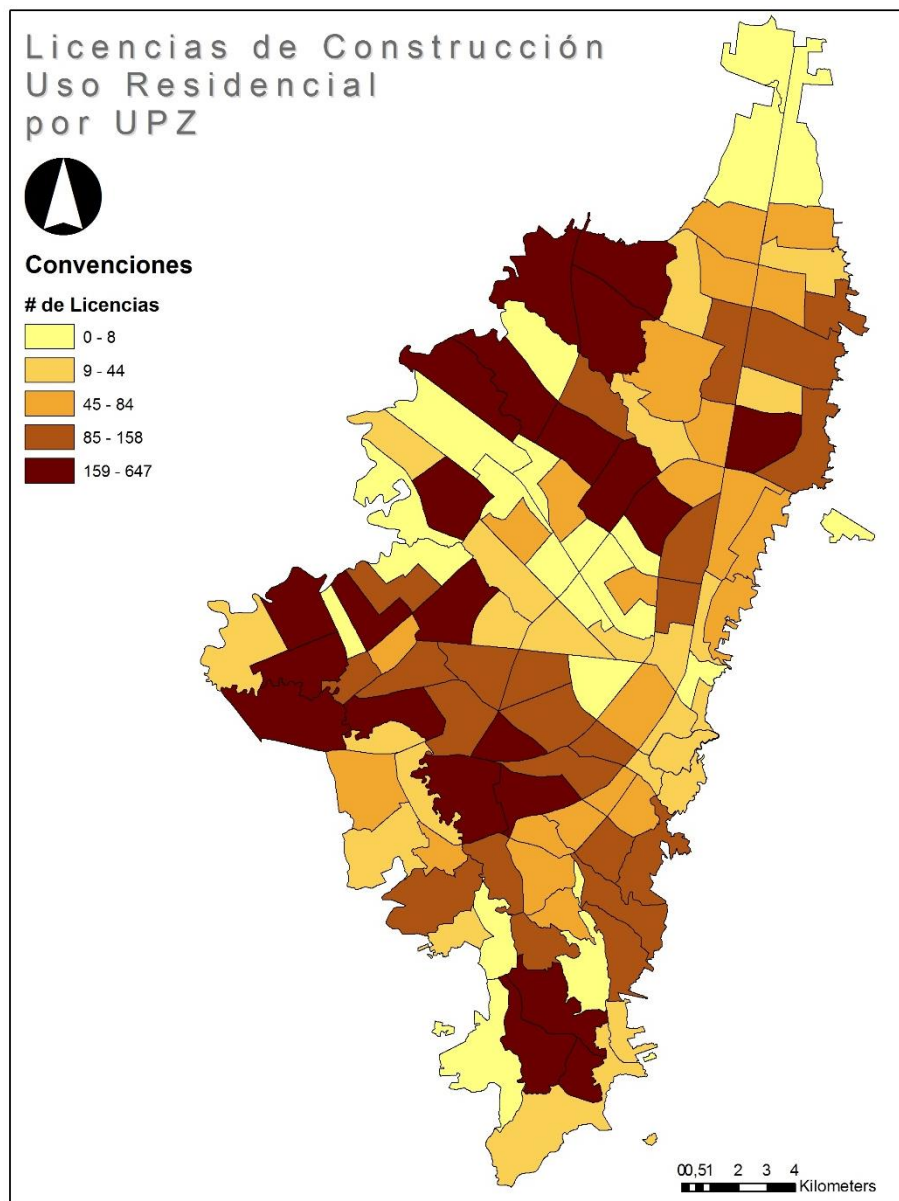 Licencias de Construcción
Uso Residencial
por UPZ
Convenciones
# de Licencias
0 - 8
9 - 44
45 - 84
85 - 158
159 - 647
00,51 2 3 4
Kilometers